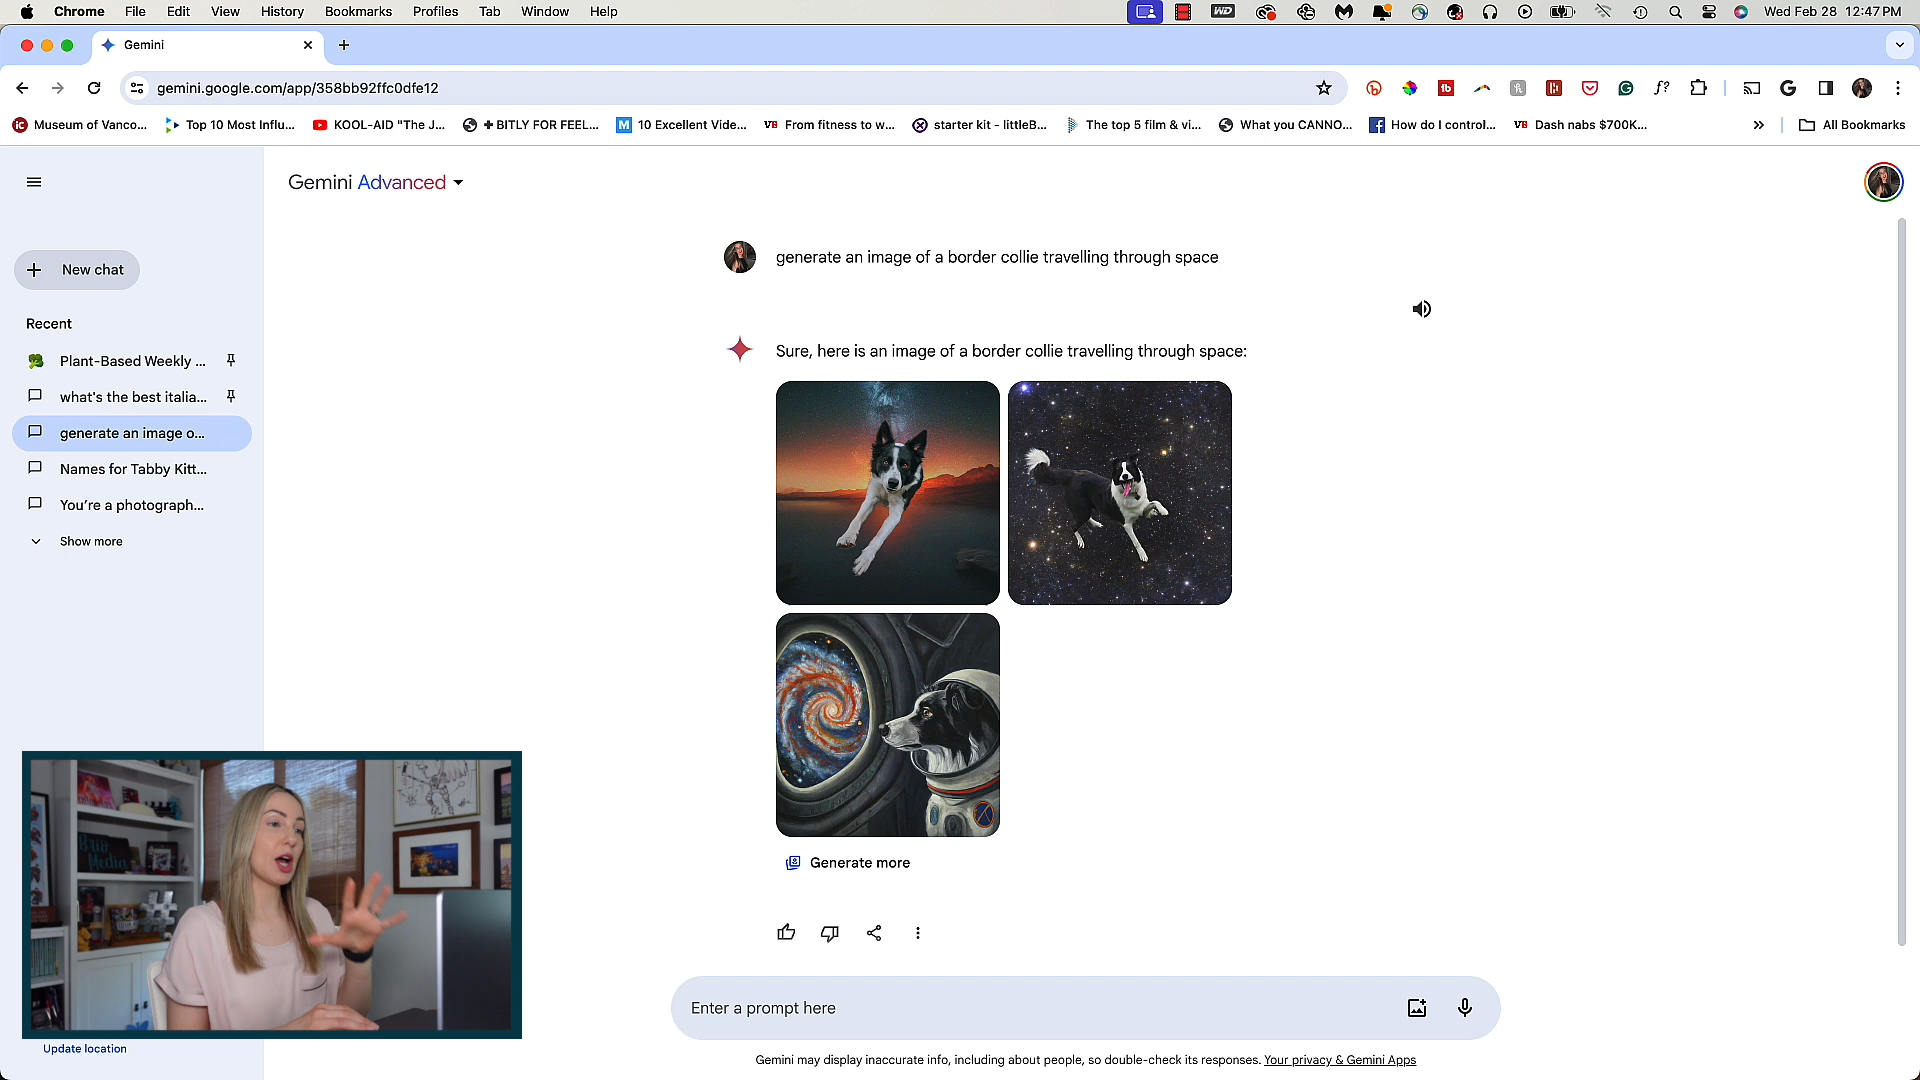 Chrome File Edit View History Bookmarks Profiles Tab Window Help
WD
Wed Feb 28 12:47 PM
Gemini
gemini.google.com/app/358bb92ffc0dfe12
Museum of Vanco... Top 10 Most Influ... KOOL-AID "The J... ✚BITLY FOR FEEL... 10 Excellent Vide... From fitness to w... starter kit - littleB... The top 5 film & vi... What you CANNO... How do I control... Dash nabs $700K... » All Bookmarks
Gemini Advanced
New chat
generate an image of a border collie travelling through space
Recent
Plant-Based Weekly ...
what's the best italia...
generate an image o...
Names for Tabby Kitt...
You're a photograph...
Show more
Sure, here is an image of a border collie travelling through space:
Generate more
Brio
Media
Enter a prompt here
Update location
Gemini may display inaccurate info, including about people, so double-check its responses. Your privacy & Gemini Apps